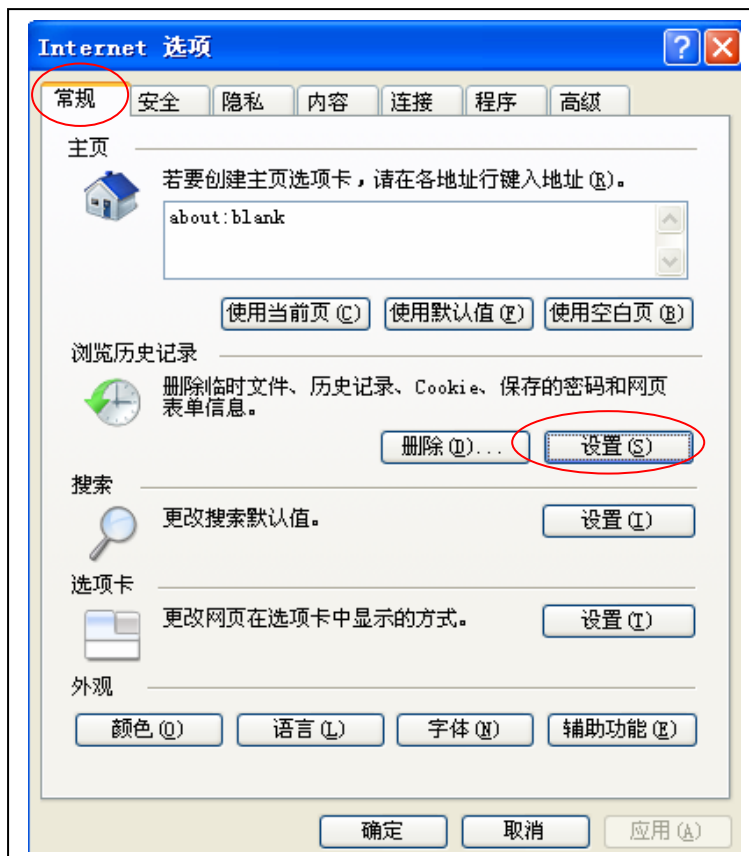 Internet 选项
常规 安全 隐私 内容 连接 程序 高级
主页
若要创建主页选项卡，请在各地址行键入地址(R)。
about:blank
使用当前页(C) 使用默认值(F) 使用空白页(B)
浏览历史记录
删除临时文件、历史记录、Cookie、保存的密码和网页
表单信息。
删除(D)... 设置(S)
搜索
更改搜索默认值。 设置(I)
选项卡
更改网页在选项卡中显示的方式。 设置(T)
外观
颜色(O) 语言(L) 字体(N) 辅助功能(E)
确定 取消 应用(A)